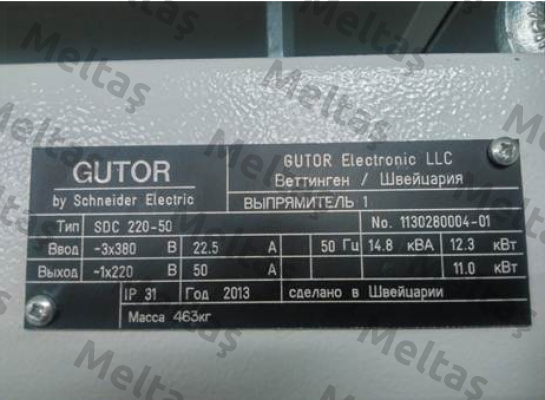 GUTOR
by Schneider Electric
GUTOR Electronic LLC
Веттинген / Швейцария
ВЫПРЯМИТЕЛЬ 1
Тип SDC 220-50 No. 1130280004-01
Ввод ~3x380 В 22.5 А 50 Гц 14.8 кВА 12.3 кВт
Выход ~1x220 В 50 А 11.0 кВт
IP 31 Год 2013 сделано в Швейцарии
Масса 463кг
Meltaş
Meltaş
Meltaş
Meltaş
Meltaş
Meltaş
Meltaş
Meltaş